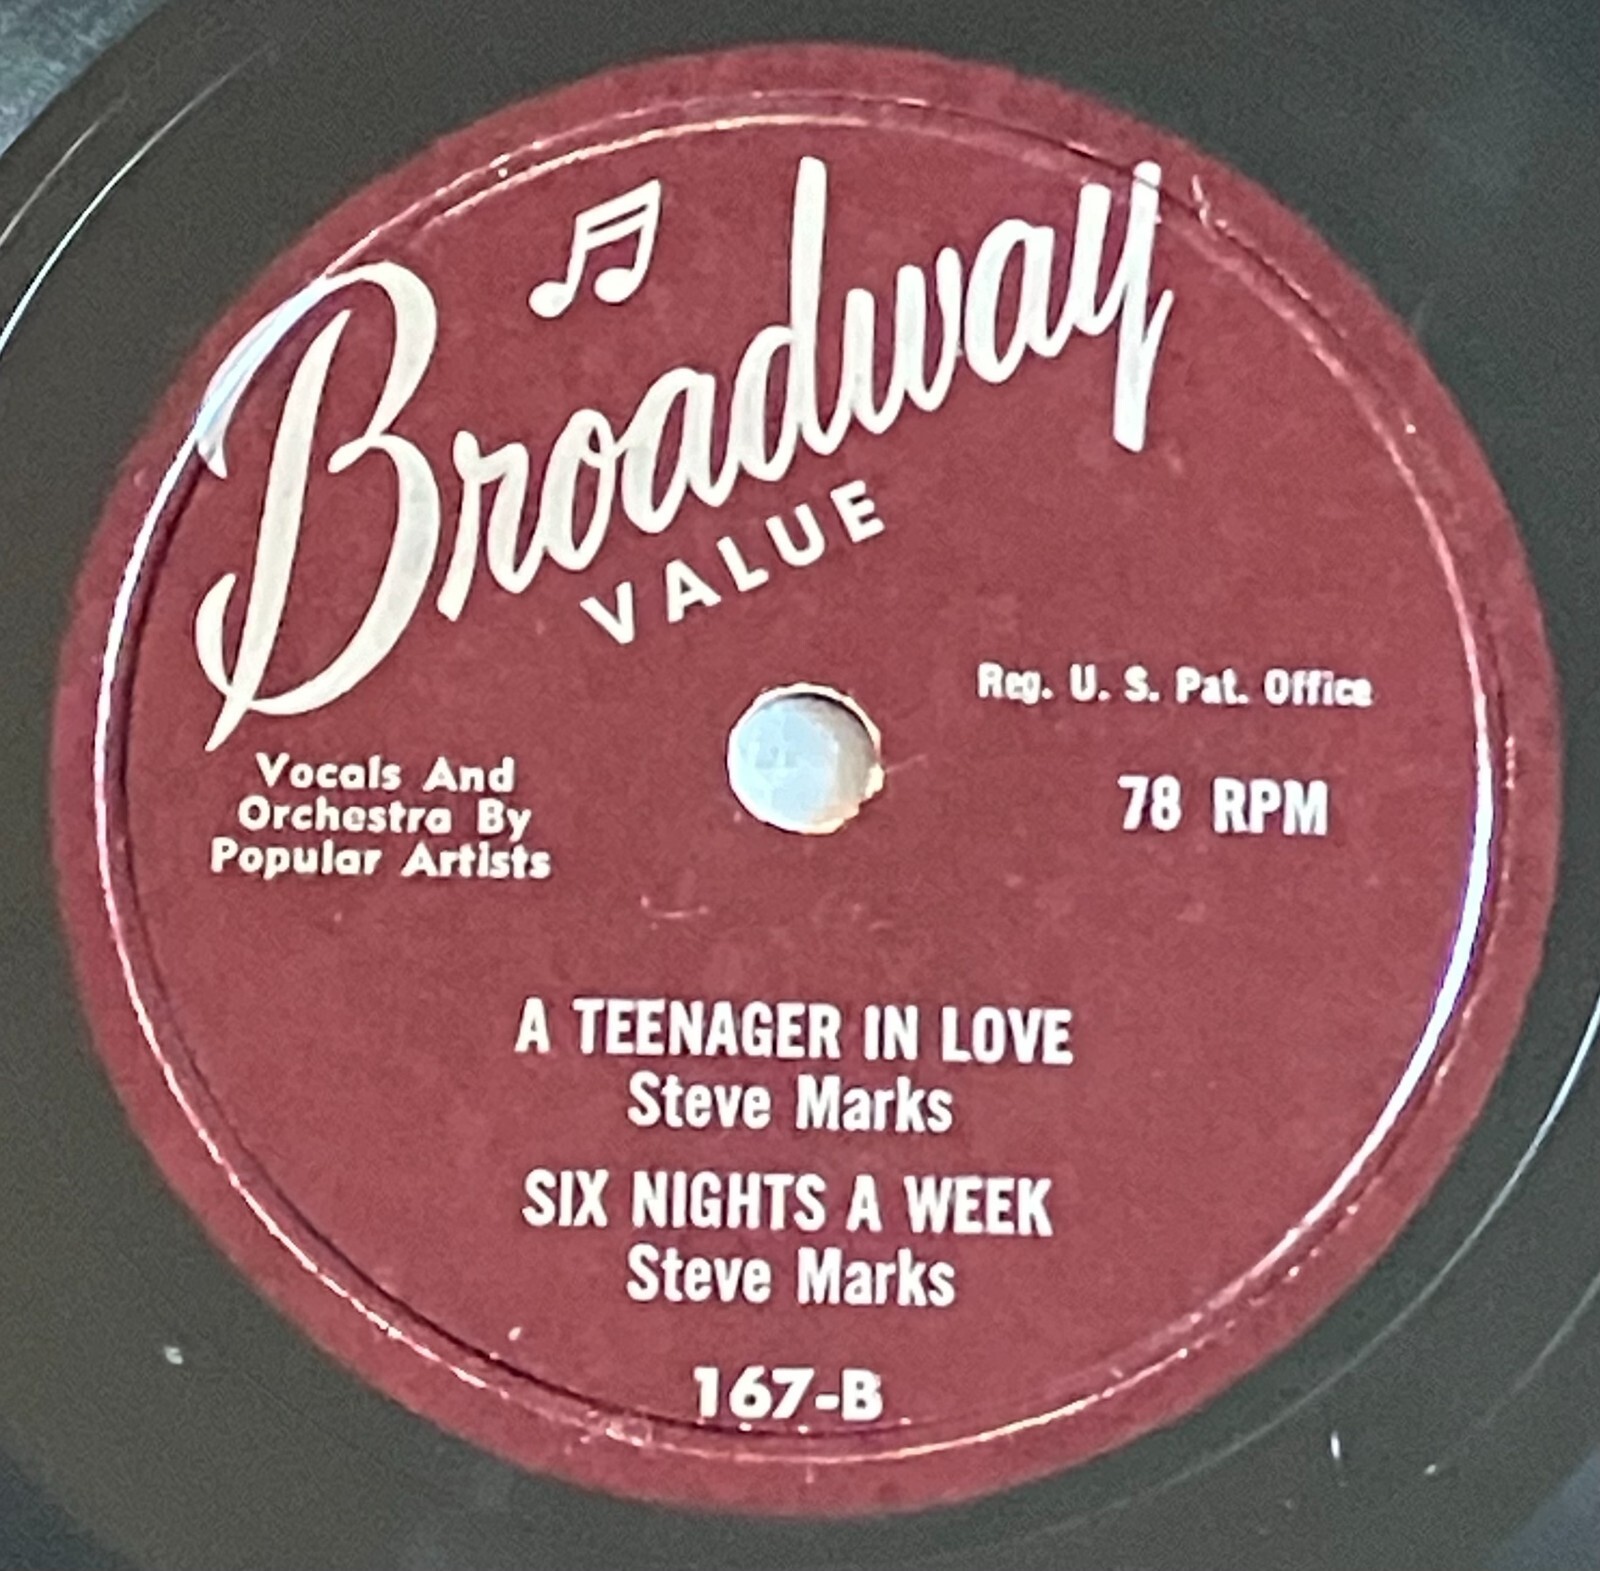 Broadway
VALUE
Reg. U. S. Pat. Office
Vocals And
Orchestra By
Popular Artists
78 RPM
A TEENAGER IN LOVE
Steve Marks
SIX NIGHTS A WEEK
Steve Marks
167-B